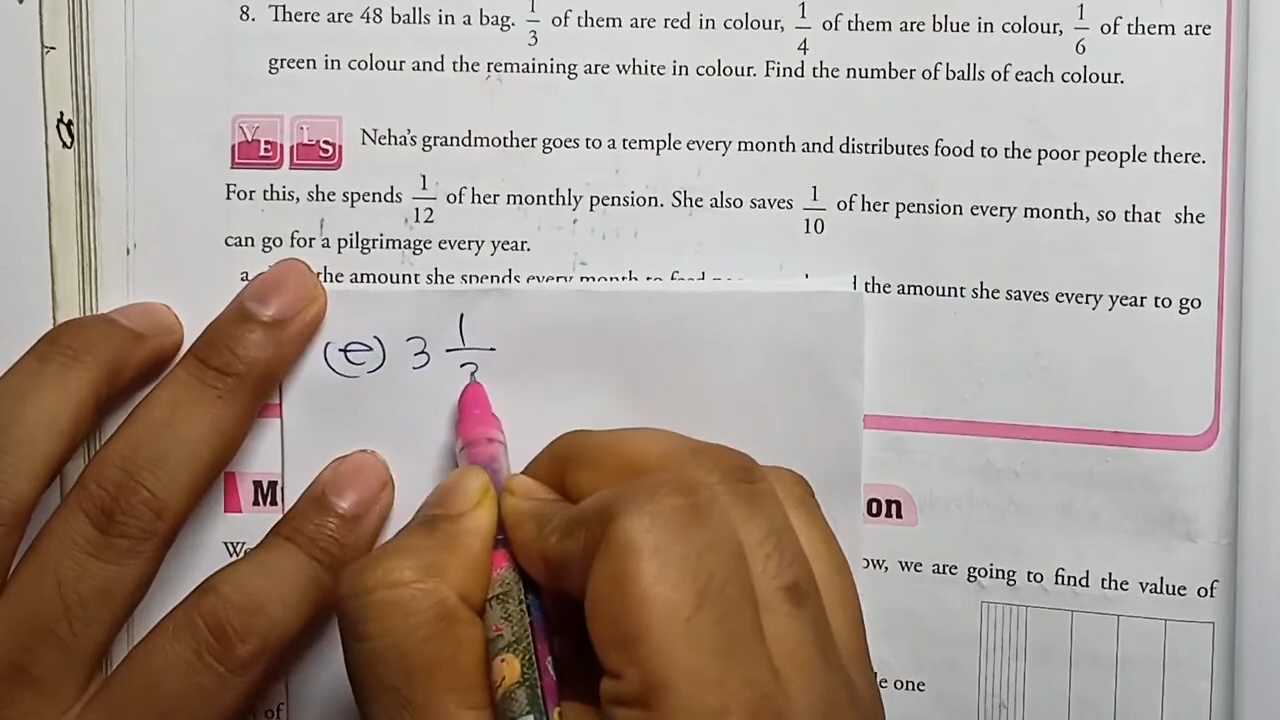 8. There are 48 balls in a bag. 1/3 of them are red in colour, 1/4 of them are blue in colour, 1/6 of them are
green in colour and the remaining are white in colour. Find the number of balls of each colour.
VE LS Neha's grandmother goes to a temple every month and distributes food to the poor people there.
For this, she spends 1/12 of her monthly pension. She also saves 1/10 of her pension every month, so that she
can go for a pilgrimage every year.
a the amount she spends every month to feed the amount she saves every year to go
(e) 3 1/3
M on
we are going to find the value of
one
of